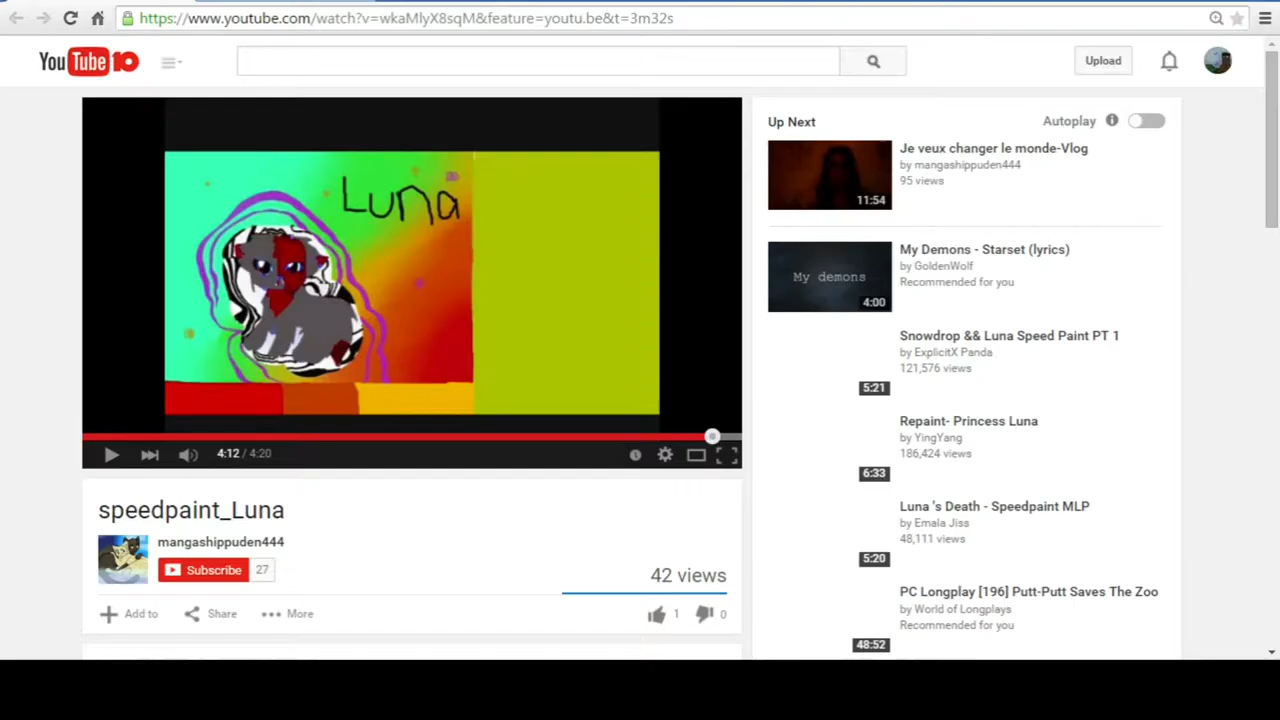 https://www.youtube.com/watch?v=wkaMlyX8sqM&feature=youtu.be&t=3m32s
YouTube 10
Upload
Luna
4:12 / 4:20
speedpaint_Luna
mangashippuden444
Subscribe 27
42 views
Add to Share More 1 0
Up Next Autoplay
Je veux changer le monde-Vlog
by mangashippuden444
95 views
11:54
My Demons - Starset (lyrics)
by GoldenWolf
Recommended for you
My demons
4:00
Snowdrop && Luna Speed Paint PT 1
by ExplicitX Panda
121,576 views
5:21
Repaint- Princess Luna
by YingYang
186,424 views
6:33
Luna 's Death - Speedpaint MLP
by Emala Jiss
48,111 views
5:20
PC Longplay [196] Putt-Putt Saves The Zoo
by World of Longplays
Recommended for you
48:52